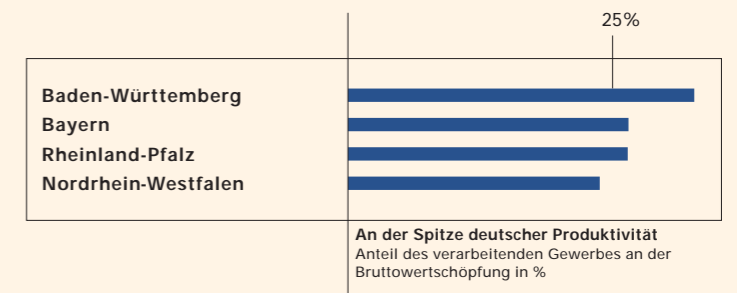 25%
Baden-Württemberg
Bayern
Rheinland-Pfalz
Nordrhein-Westfalen
An der Spitze deutscher Produktivität
Anteil des verarbeitenden Gewerbes an der
Bruttowertschöpfung in %